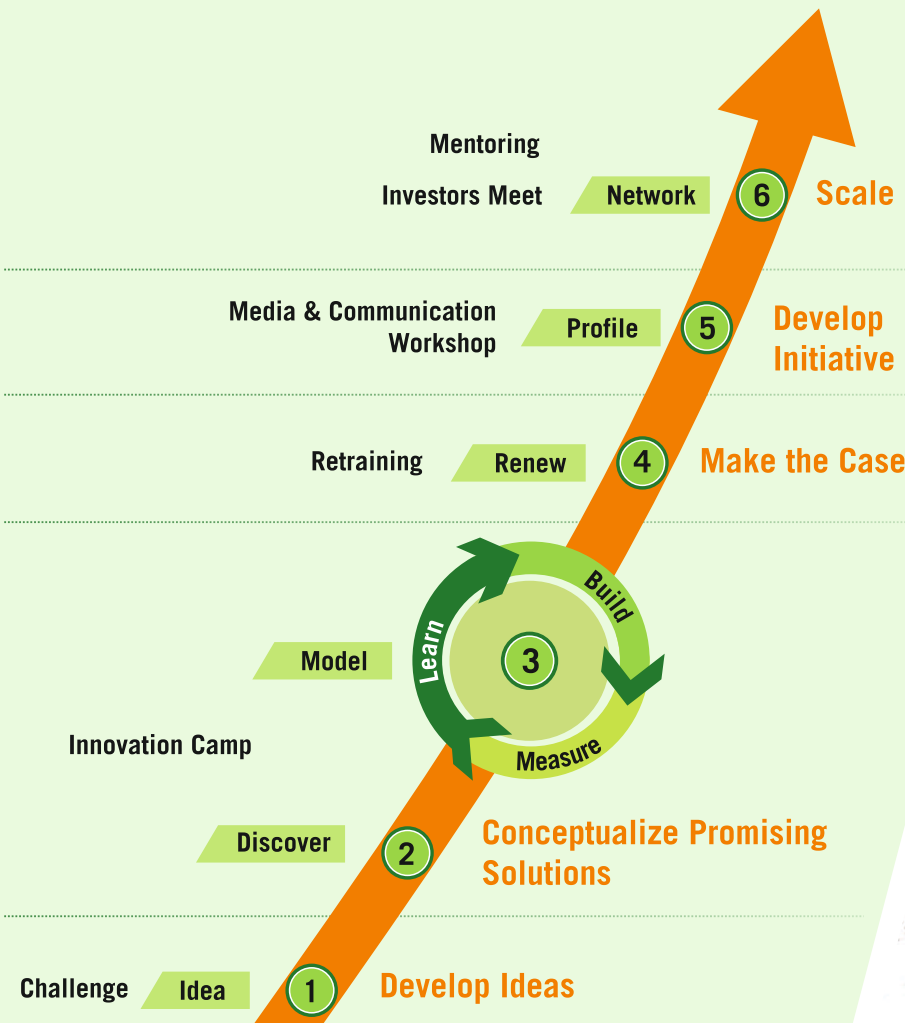 Mentoring
Investors Meet
Network
6
Scale
Media & Communication
Workshop
Profile
5
Develop
Initiative
Retraining
Renew
4
Make the Case
Build
Learn
Model
3
Innovation Camp
Measure
Discover
2
Conceptualize Promising
Solutions
Challenge
Idea
1
Develop Ideas